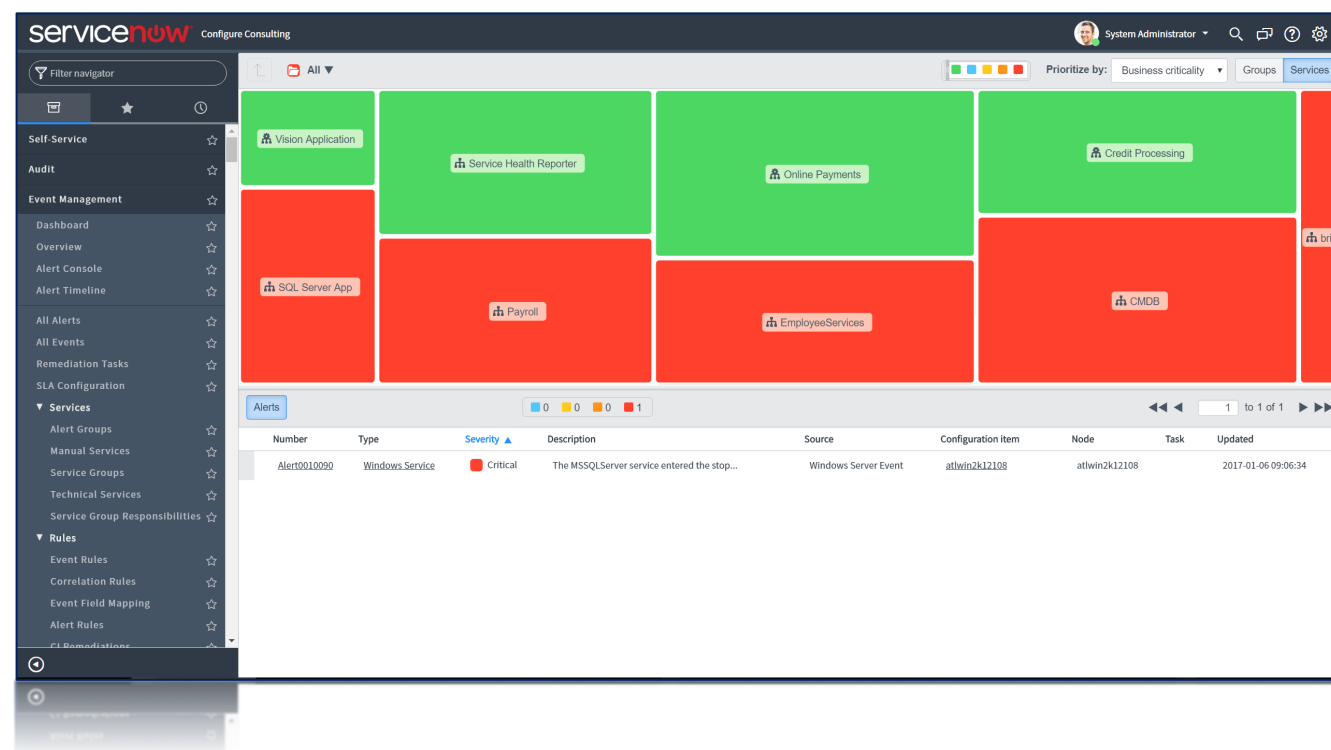 servicenow Configure Consulting
System Administrator
Filter navigator
All ▼
Prioritize by: Business criticality ▼ Groups Services
Self-Service
Audit
Event Management
Dashboard
Overview
Alert Console
Alert Timeline
All Alerts
All Events
Remediation Tasks
SLA Configuration
Services
Alert Groups
Manual Services
Service Groups
Technical Services
Service Group Responsibilities
Rules
Event Rules
Correlation Rules
Event Field Mapping
Alert Rules
CI Remediations
Vision Application
Service Health Reporter
Online Payments
Credit Processing
bri
SQL Server App
Payroll
EmployeeServices
CMDB
Alerts
0 0 0 1
1 to 1 of 1
Number Type Severity ▲ Description Source Configuration item Node Task Updated
Alert0010090 Windows Service Critical The MSSQLServer service entered the stop... Windows Server Event atlwin2k12108 atlwin2k12108 2017-01-06 09:06:34